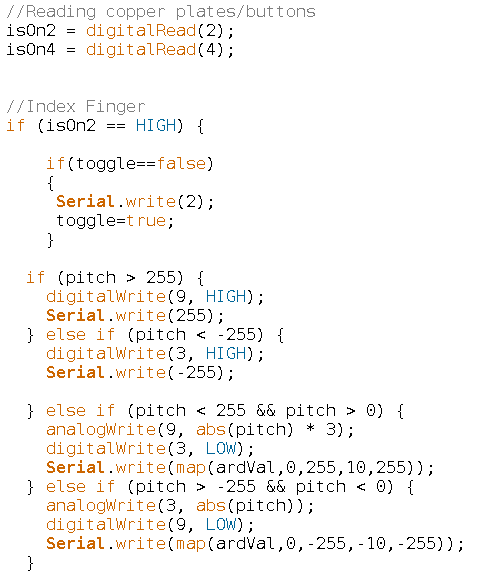 //Reading copper plates/buttons
isOn2 = digitalRead(2);
isOn4 = digitalRead(4);
//Index Finger
if (isOn2 == HIGH) {
if(toggle==false)
{
Serial.write(2);
toggle=true;
}
if (pitch > 255) {
digitalWrite(9, HIGH);
Serial.write(255);
} else if (pitch < -255) {
digitalWrite(3, HIGH);
Serial.write(-255);
} else if (pitch < 255 && pitch > 0) {
analogWrite(9, abs(pitch) * 3);
digitalWrite(3, LOW);
Serial.write(map(ardVal,0,255,10,255));
} else if (pitch > -255 && pitch < 0) {
analogWrite(3, abs(pitch));
digitalWrite(9, LOW);
Serial.write(map(ardVal,0,-255,-10,-255));
}